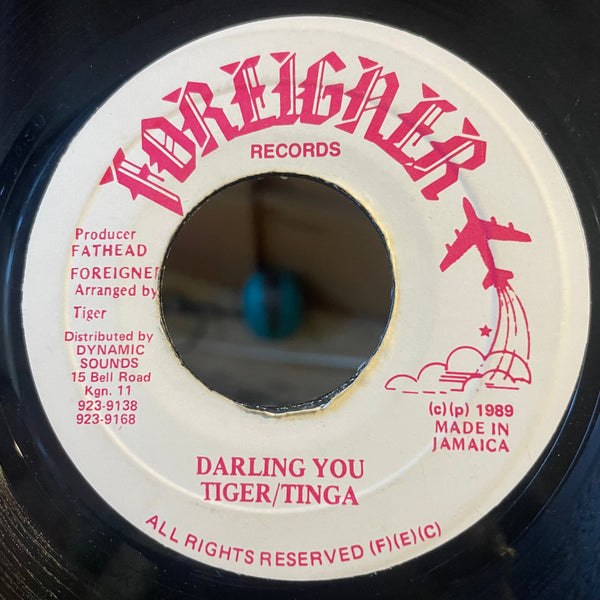 FOREIGNER
RECORDS
Producer
FATHEAD
FOREIGNER
Arranged by
Tiger
Distributed by
DYNAMIC
SOUNDS
15 Bell Road
Kgn. 11
923-9138
923-9168
(c)(p) 1989
MADE IN
JAMAICA
DARLING YOU
TIGER/TINGA
ALL RIGHTS RESERVED (F)(E)(C)